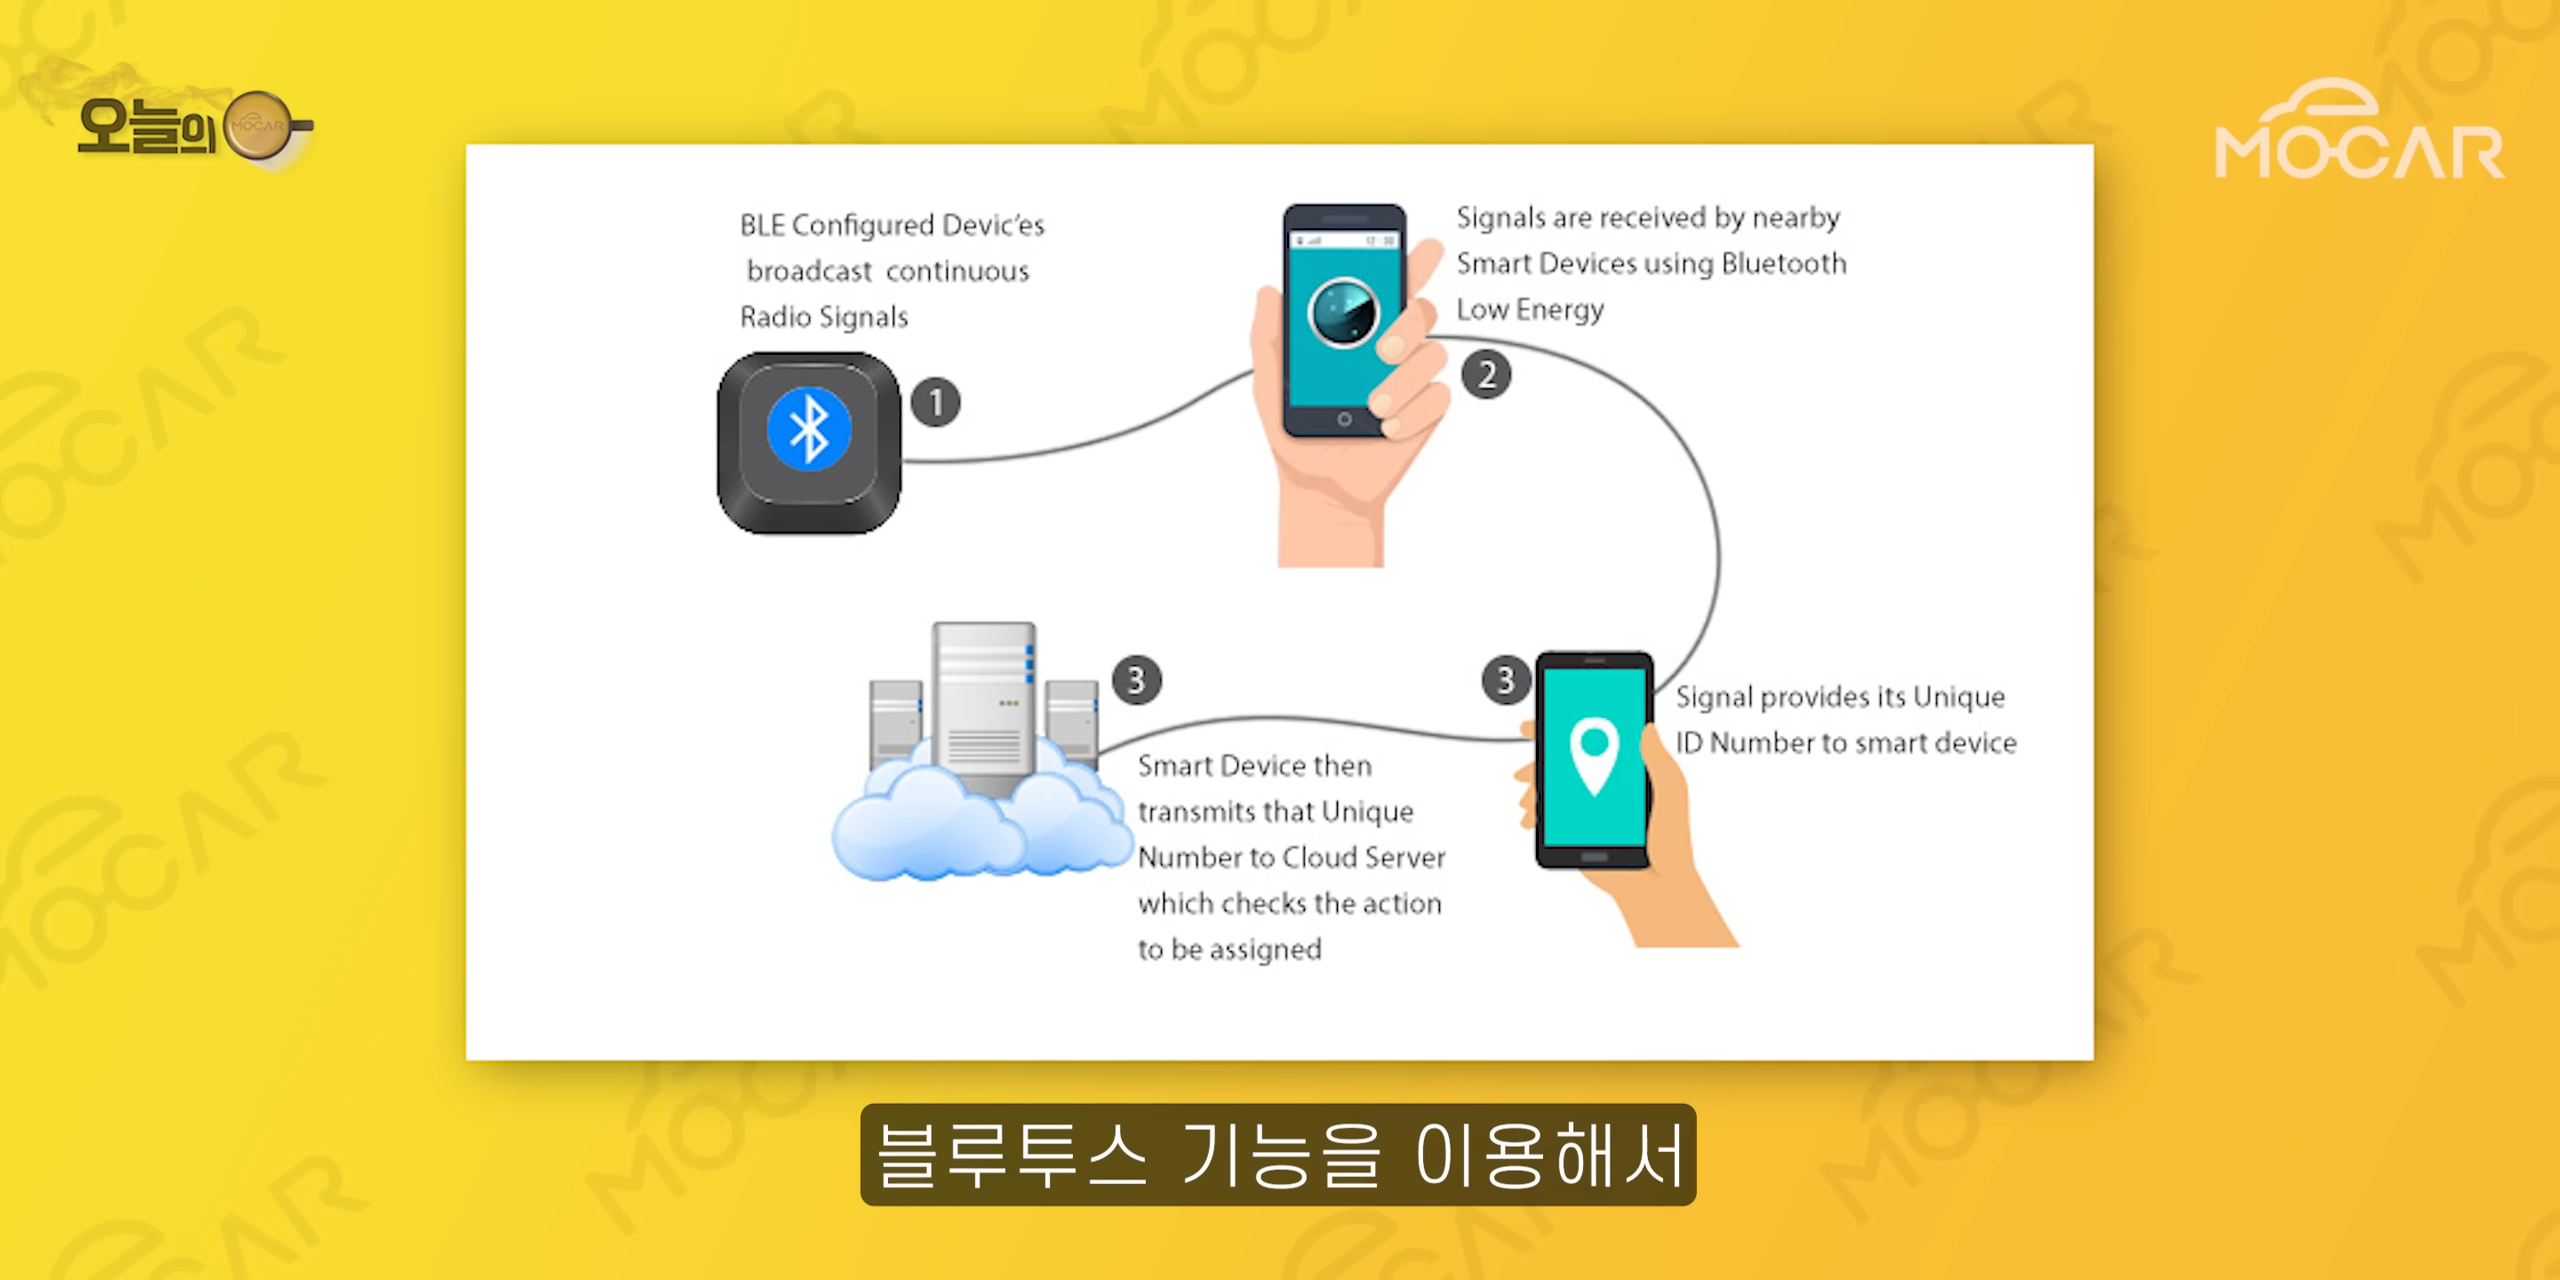 오늘의
MOCAR
MOCAR
BLE Configured Devic'es
broadcast continuous
Radio Signals
1
12:30
Signals are received by nearby
Smart Devices using Bluetooth
Low Energy
2
3
Smart Device then
transmits that Unique
Number to Cloud Server
which checks the action
to be assigned
3
Signal provides its Unique
ID Number to smart device
블루투스 기능을 이용해서